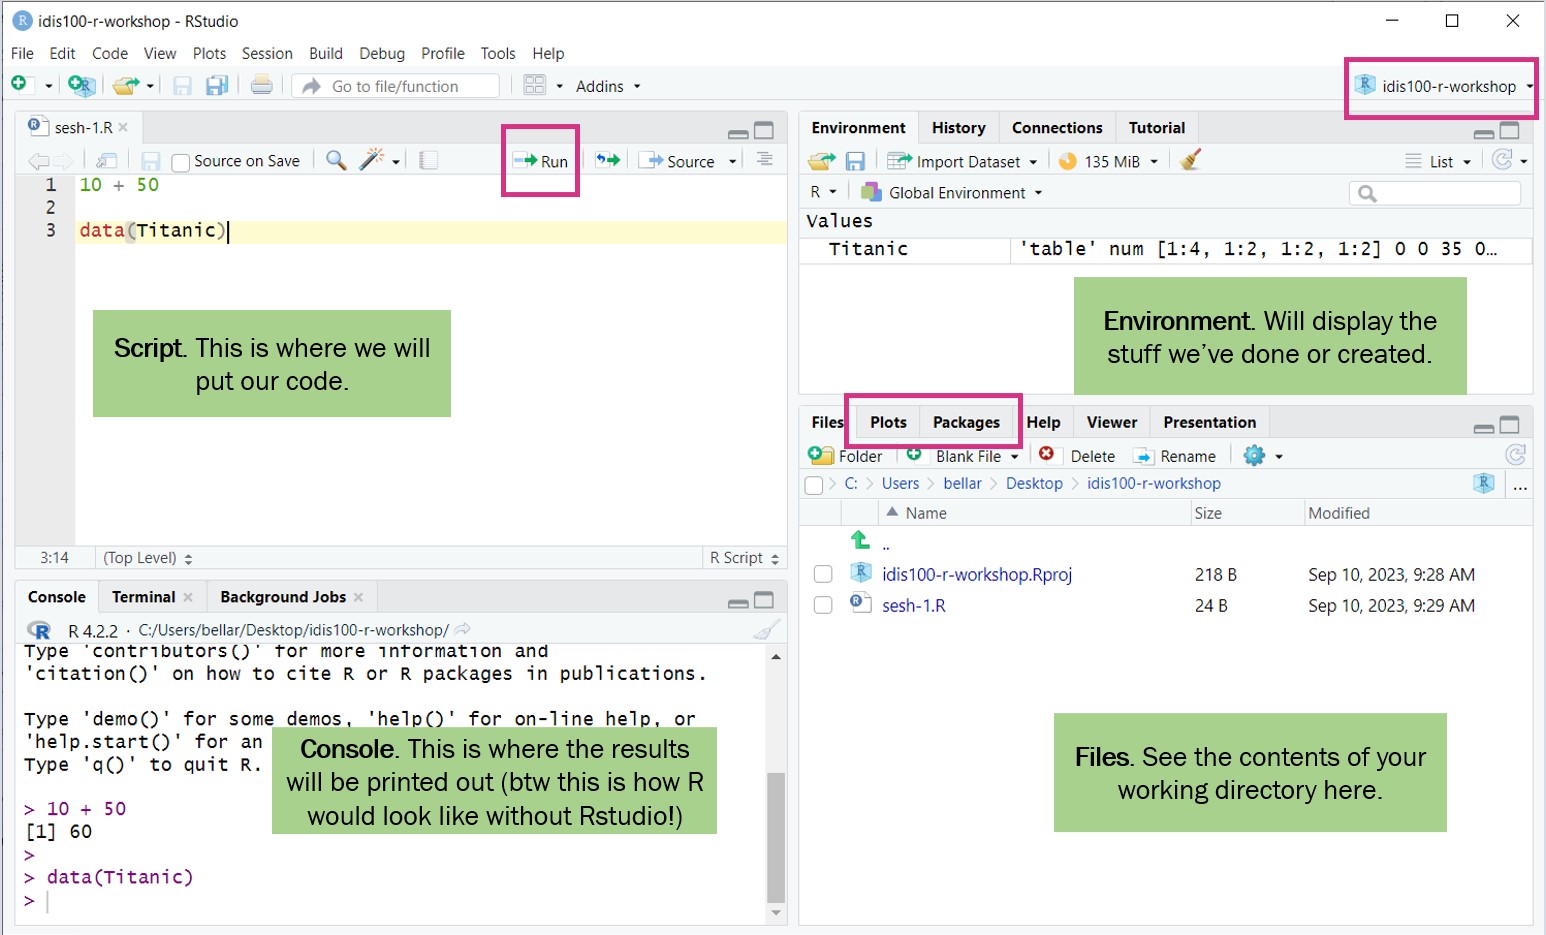 idis100-r-workshop - RStudio
File Edit Code View Plots Session Build Debug Profile Tools Help
Go to file/function Addins idis100-r-workshop
sesh-1.R
Source on Save Run Source
1 10 + 50
2
3 data(Titanic)
Script. This is where we will
put our code.
3:14 (Top Level) R Script
Console Terminal Background Jobs
R 4.2.2 · C:/Users/bellar/Desktop/idis100-r-workshop/
Type 'contributors()' for more information and
'citation()' on how to cite R or R packages in publications.
Type 'demo()' for some demos, 'help()' for on-line help, or
'help.start()' for an
Type 'q()' to quit R.
Console. This is where the results
will be printed out (btw this is how R
would look like without Rstudio!)
> 10 + 50
[1] 60
>
> data(Titanic)
>
Environment History Connections Tutorial
Import Dataset 135 MiB List
R Global Environment
Values
Titanic 'table' num [1:4, 1:2, 1:2, 1:2] 0 0 35 0…
Environment. Will display the
stuff we've done or created.
Files Plots Packages Help Viewer Presentation
Folder Blank File Delete Rename
C: > Users > bellar > Desktop > idis100-r-workshop ...
Name Size Modified
..
idis100-r-workshop.Rproj 218 B Sep 10, 2023, 9:28 AM
sesh-1.R 24 B Sep 10, 2023, 9:29 AM
Files. See the contents of your
working directory here.